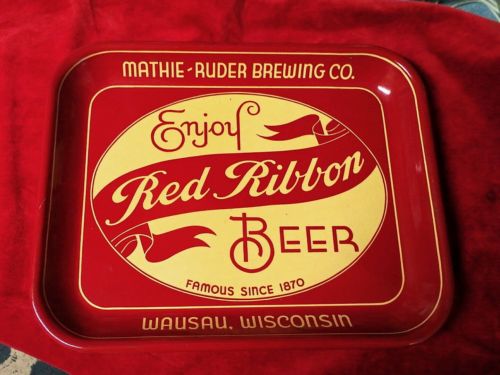 MATHIE-RUDER BREWING CO.
Enjoy
Red Ribbon
BEER
FAMOUS SINCE 1870
WAUSAU, WISCONSIN